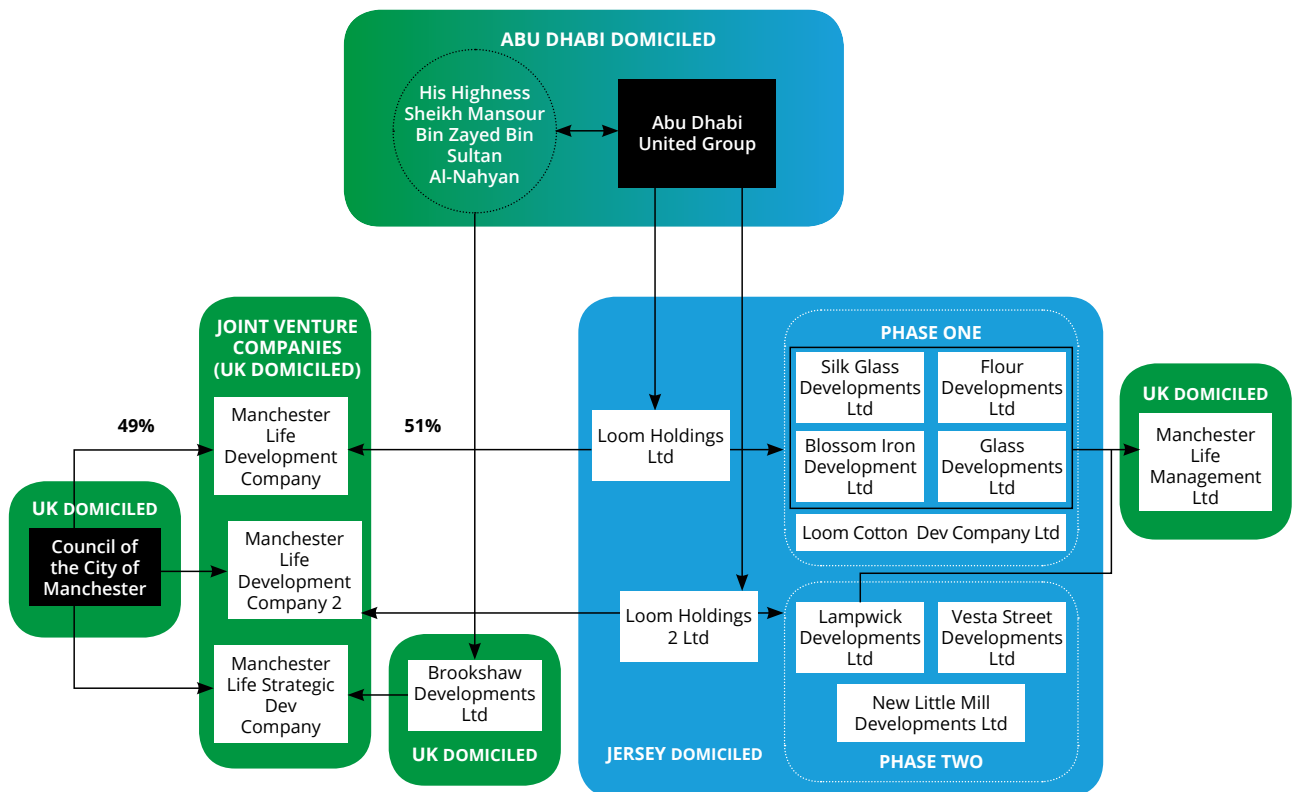 ABU DHABI DOMICILED
His Highness
Sheikh Mansour
Bin Zayed Bin
Sultan
Al-Nahyan
Abu Dhabi
United Group
JOINT VENTURE
COMPANIES
(UK DOMICILED)
Manchester
Life
Development
Company
Manchester
Life
Development
Company 2
Manchester
Life Strategic
Dev
Company
49%
51%
UK DOMICILED
Council of
the City of
Manchester
Brookshaw
Developments
Ltd
UK DOMICILED
Loom Holdings
Ltd
Loom Holdings
2 Ltd
JERSEY DOMICILED
PHASE ONE
Silk Glass
Developments
Ltd
Flour
Developments
Ltd
Blossom Iron
Development
Ltd
Glass
Developments
Ltd
Loom Cotton Dev Company Ltd
Lampwick
Developments
Ltd
Vesta Street
Developments
Ltd
New Little Mill
Developments Ltd
PHASE TWO
UK DOMICILED
Manchester
Life
Management
Ltd